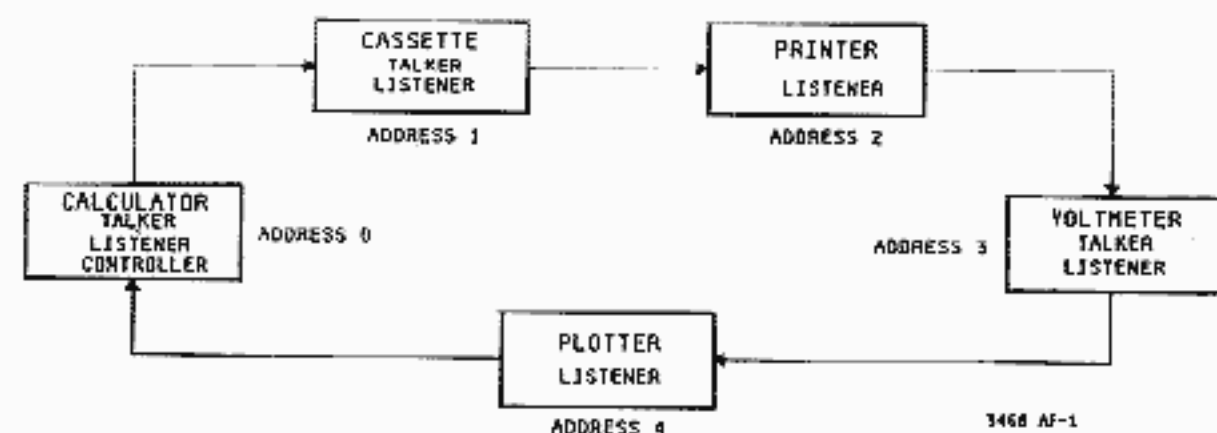 CASSETTE
TALKER
LISTENER
ADDRESS 1
PRINTER
LISTENER
ADDRESS 2
CALCULATOR
TALKER
LISTENER
CONTROLLER
ADDRESS 0
VOLTMETER
TALKER
LISTENER
ADDRESS 3
PLOTTER
LISTENER
ADDRESS 4
3468 AF-1